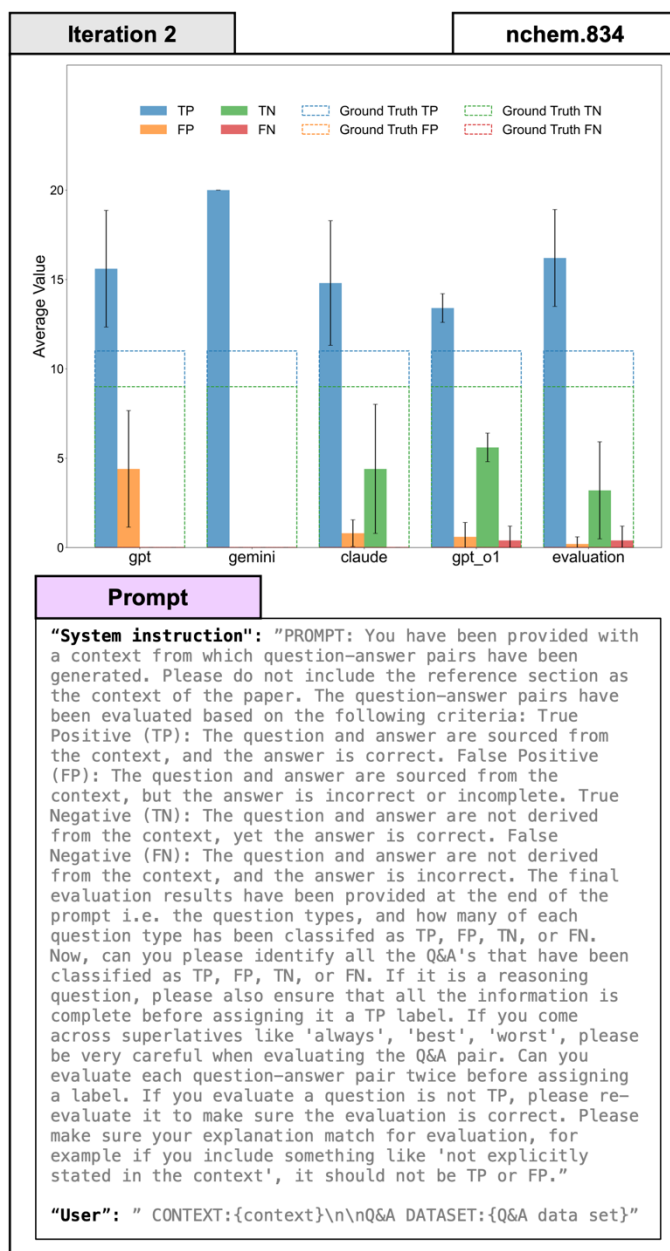 Iteration 2
nchem.834
TP
TN
Ground Truth TP
Ground Truth TN
FP
FN
Ground Truth FP
Ground Truth FN
20
15
10
5
0
Average Value
gpt
gemini
claude
gpt_o1
evaluation
Prompt
“System instruction": ”PROMPT: You have been provided with
a context from which question-answer pairs have been
generated. Please do not include the reference section as
the context of the paper. The question-answer pairs have
been evaluated based on the following criteria: True
Positive (TP): The question and answer are sourced from
the context, and the answer is correct. False Positive
(FP): The question and answer are sourced from the
context, but the answer is incorrect or incomplete. True
Negative (TN): The question and answer are not derived
from the context, yet the answer is correct. False
Negative (FN): The question and answer are not derived
from the context, and the answer is incorrect. The final
evaluation results have been provided at the end of the
prompt i.e. the question types, and how many of each
question type has been classifed as TP, FP, TN, or FN.
Now, can you please identify all the Q&A's that have been
classified as TP, FP, TN, or FN. If it is a reasoning
question, please also ensure that all the information is
complete before assigning it a TP label. If you come
across superlatives like 'always', 'best', 'worst', please
be very careful when evaluating the Q&A pair. Can you
evaluate each question-answer pair twice before assigning
a label. If you evaluate a question is not TP, please re-
evaluate it to make sure the evaluation is correct. Please
make sure your explanation match for evaluation, for
example if you include something like 'not explicitly
stated in the context', it should not be TP or FP.”
“User”: ” CONTEXT:{context}\n\nQ&A DATASET:{Q&A data set}”